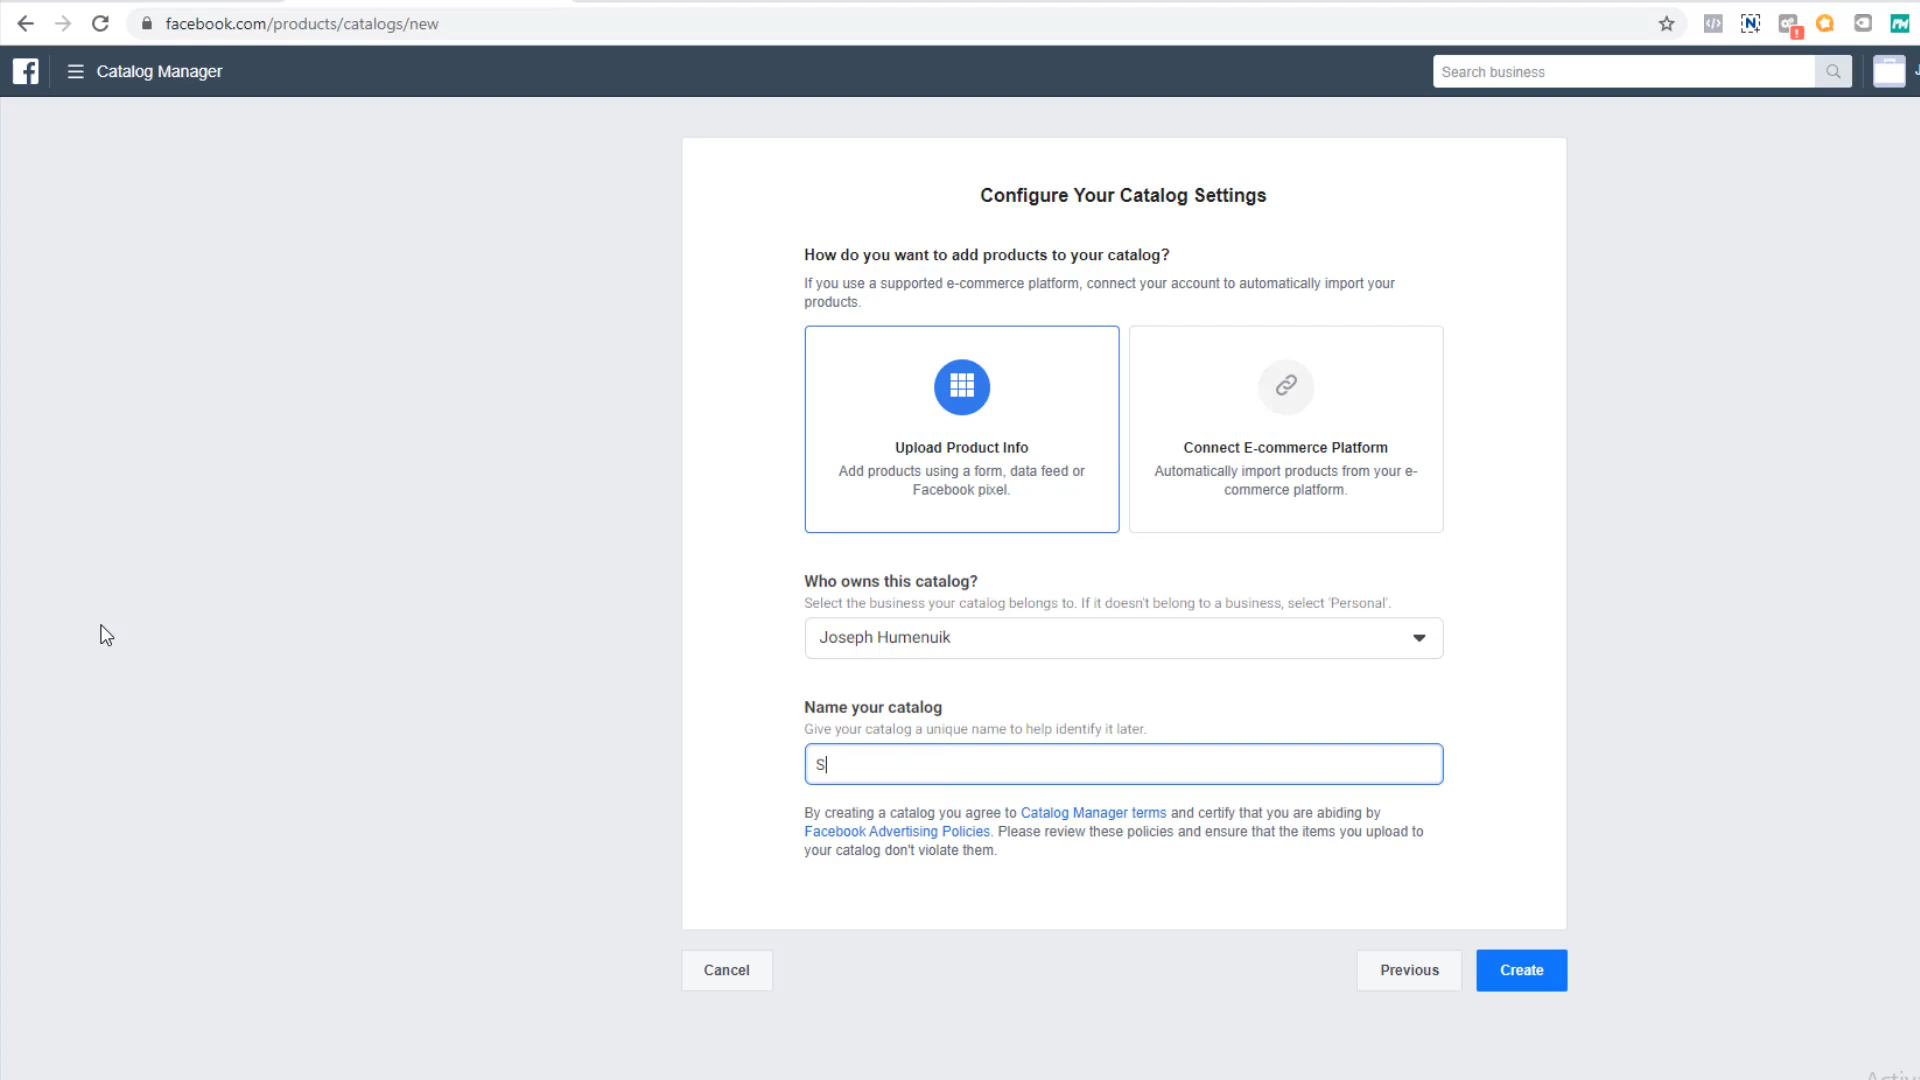 facebook.com/products/catalogs/new
Catalog Manager
Search business
Configure Your Catalog Settings
How do you want to add products to your catalog?
If you use a supported e-commerce platform, connect your account to automatically import your
products.
Upload Product Info
Add products using a form, data feed or
Facebook pixel.
Connect E-commerce Platform
Automatically import products from your e-
commerce platform.
Who owns this catalog?
Select the business your catalog belongs to. If it doesn't belong to a business, select 'Personal'.
Joseph Humenuik
Name your catalog
Give your catalog a unique name to help identify it later.
S
By creating a catalog you agree to Catalog Manager terms and certify that you are abiding by
Facebook Advertising Policies. Please review these policies and ensure that the items you upload to
your catalog don't violate them.
Cancel
Previous
Create